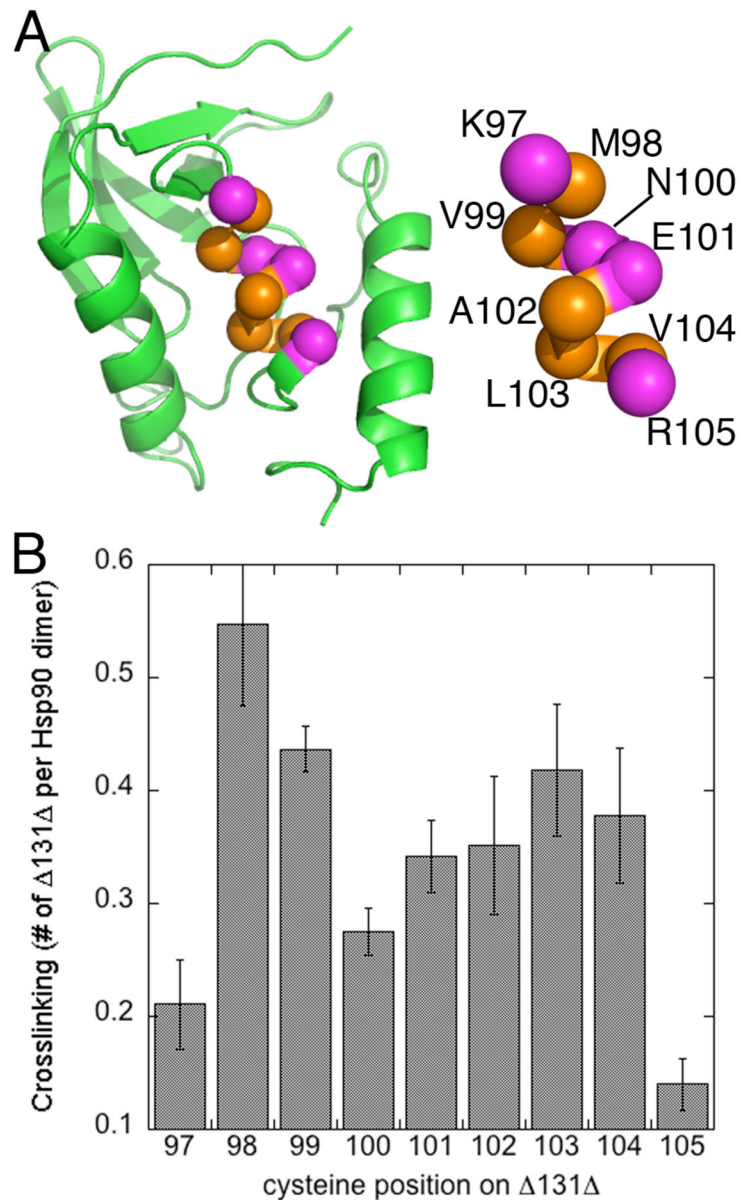 A
K97
M98
N100
V99
E101
A102
V104
L103
R105
B
Crosslinking (# of Δ131Δ per Hsp90 dimer)
0.6
0.5
0.4
0.3
0.2
0.1
97 98 99 100 101 102 103 104 105
cysteine position on Δ131Δ